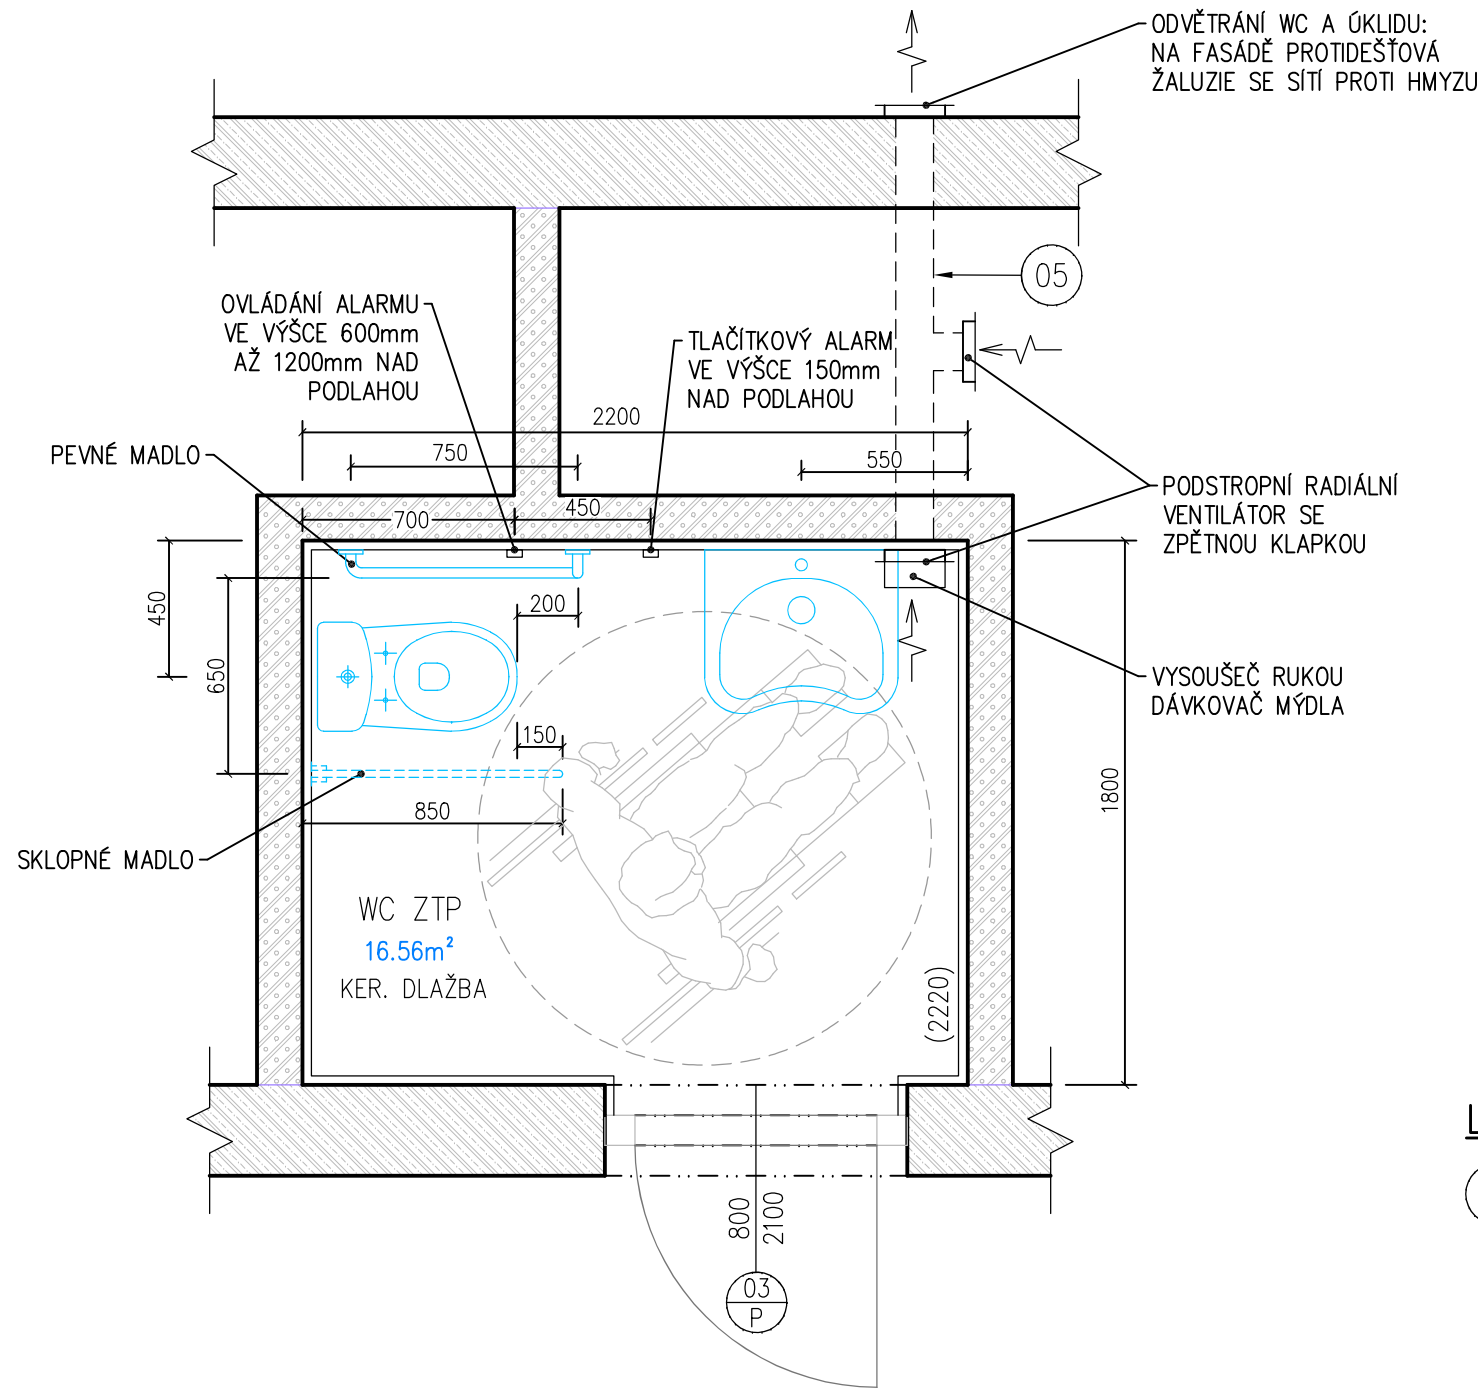 ODVĚTRÁNÍ WC A ÚKLIDU:
NA FASÁDĚ PROTIDEŠŤOVÁ
ŽALUZIE SE SÍTÍ PROTI HMYZU
05
OVLÁDÁNÍ ALARMU
VE VÝŠCE 600mm
AŽ 1200mm NAD
PODLAHOU
TLAČÍTKOVÝ ALARM
VE VÝŠCE 150mm
NAD PODLAHOU
2200
750
550
PEVNÉ MADLO
PODSTROPNÍ RADIÁLNÍ
VENTILÁTOR SE
ZPĚTNOU KLAPKOU
700
450
450
650
200
VYSOUŠEČ RUKOU
DÁVKOVAČ MÝDLA
150
850
1800
SKLOPNÉ MADLO
WC ZTP
16.56m²
KER. DLAŽBA
(2220)
800
2100
03
P
L